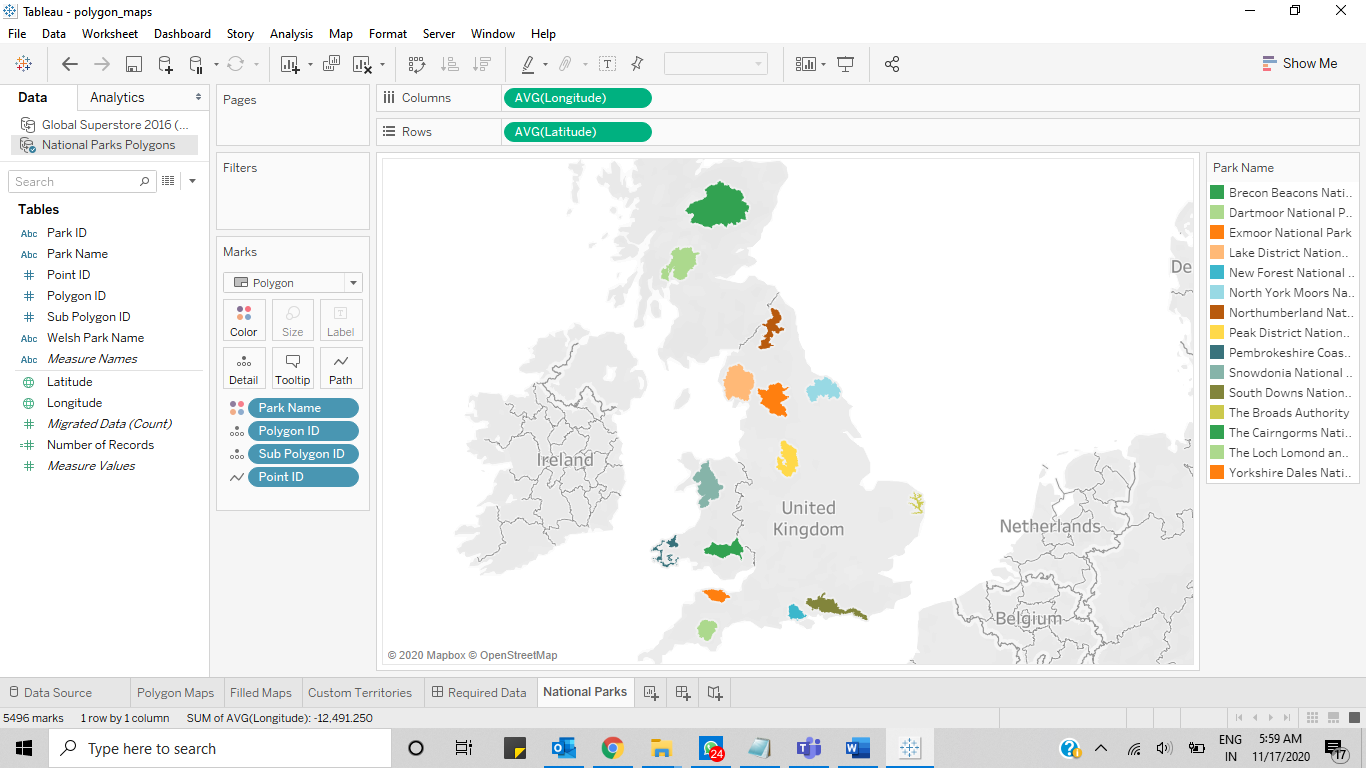 Tableau - polygon_maps
File Data Worksheet Dashboard Story Analysis Map Format Server Window Help
Show Me
Data Analytics
Global Superstore 2016 (...
National Parks Polygons
Search
Tables
Abc Park ID
Abc Park Name
# Point ID
# Polygon ID
# Sub Polygon ID
Abc Welsh Park Name
Abc Measure Names
Latitude
Longitude
# Migrated Data (Count)
=# Number of Records
# Measure Values
Pages
Filters
Marks
Polygon
Color Size Label
Detail Tooltip Path
Park Name
Polygon ID
Sub Polygon ID
Point ID
Columns AVG(Longitude)
Rows AVG(Latitude)
De
Ireland
United
Kingdom
Netherlands
Belgium
© 2020 Mapbox © OpenStreetMap
Park Name
Brecon Beacons Nati..
Dartmoor National P..
Exmoor National Park
Lake District Nation..
New Forest National ..
North York Moors Na..
Northumberland Nat..
Peak District Nation..
Pembrokeshire Coas..
Snowdonia National ..
South Downs Nation..
The Broads Authority
The Cairngorms Nati..
The Loch Lomond an..
Yorkshire Dales Nati..
Data Source Polygon Maps Filled Maps Custom Territories Required Data National Parks
5496 marks 1 row by 1 column SUM of AVG(Longitude): -12,491.250
Type here to search
24
ENG
IN
5:59 AM
11/17/2020
17